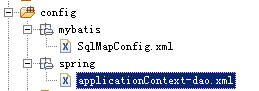 config
mybatis
SqlMapConfig.xml
spring
applicationContext-dao.xml